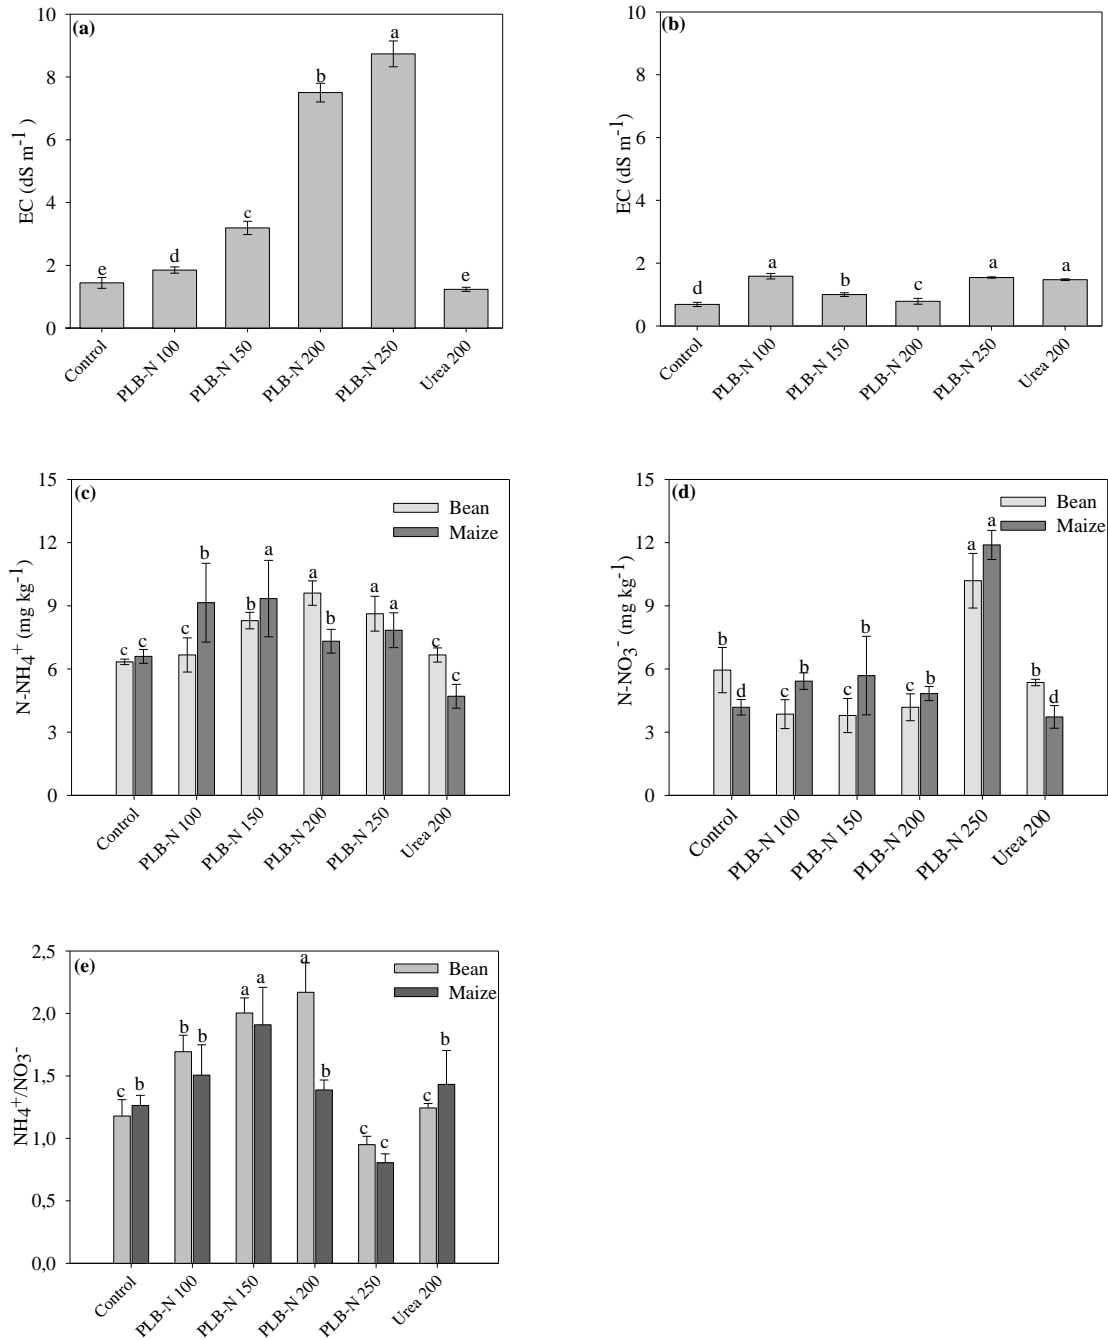 (a)
10
8
6
4
2
0
EC (dS m⁻¹ )
e
d
c
b
a
e
Control
PLB-N 100
PLB-N 150
PLB-N 200
PLB-N 250
Urea 200
(b)
10
8
6
4
2
0
EC (dS m⁻¹)
d
a
b
c
a
a
Control
PLB-N 100
PLB-N 150
PLB-N 200
PLB-N 250
Urea 200
(c)
15
12
9
6
3
0
N-NH₄⁺ (mg kg⁻¹)
Bean
Maize
c c
c b
b a
a b
a a
c c
Control
PLB-N 100
PLB-N 150
PLB-N 200
PLB-N 250
Urea 200
(d)
15
12
9
6
3
0
N-NO₃⁻ (mg kg⁻¹)
Bean
Maize
b d
c b
c b
c b
a a
b d
Control
PLB-N 100
PLB-N 150
PLB-N 200
PLB-N 250
Urea 200
(e)
2,5
2,0
1,5
1,0
0,5
0,0
NH₄⁺/NO₃⁻
Bean
Maize
c b
b b
a a
a b
c c
c b
Control
PLB-N 100
PLB-N 150
PLB-N 200
PLB-N 250
Urea 200